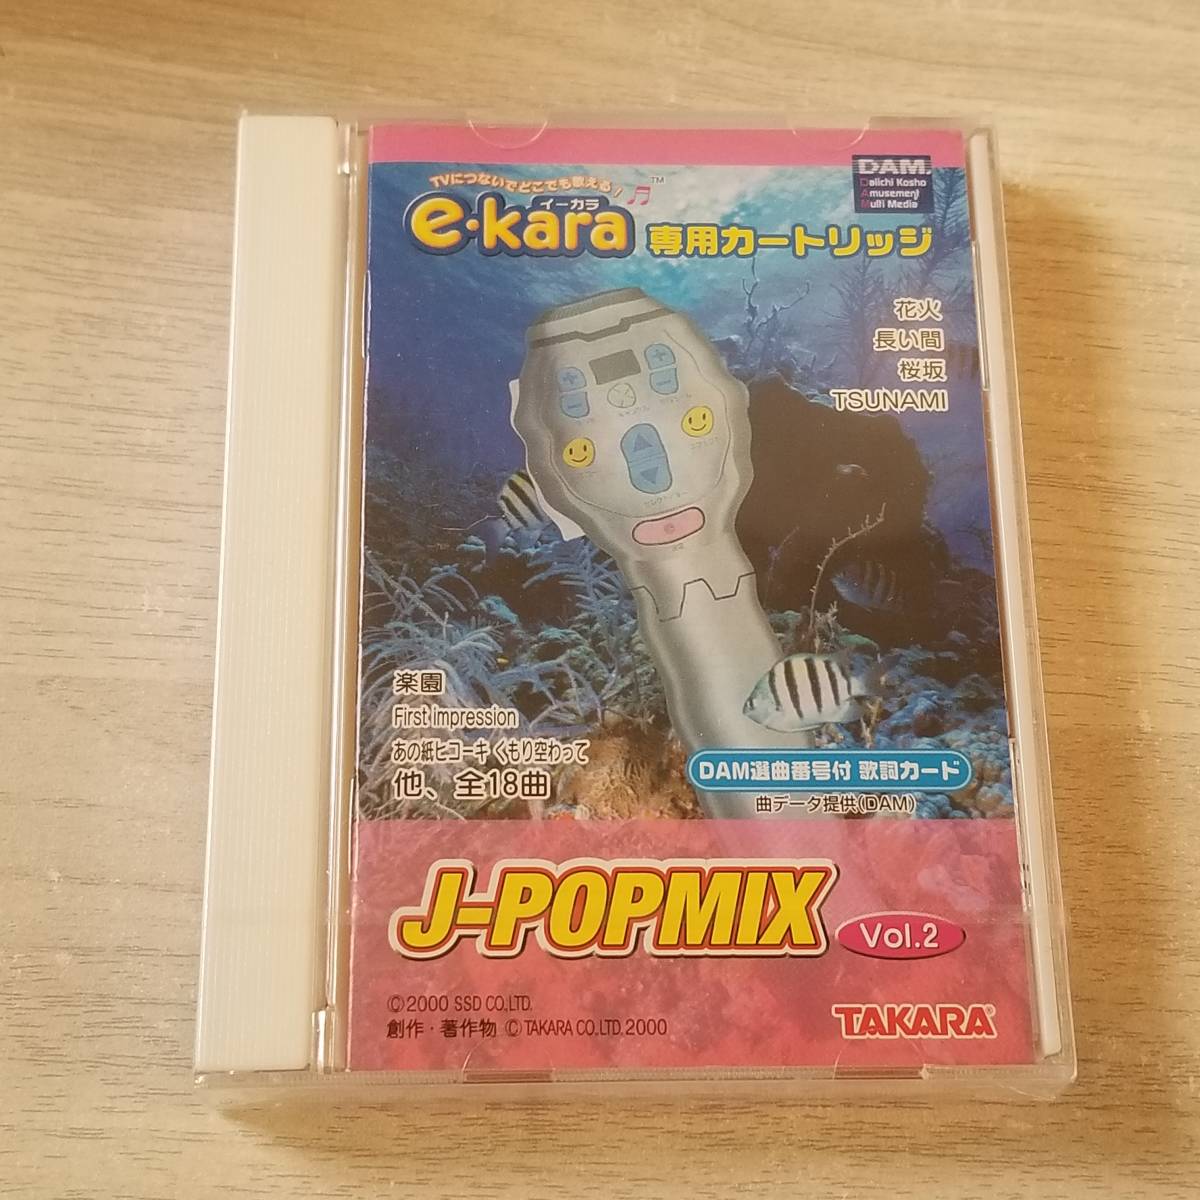 TVにつないでどこでも歌える!
TM
イーカラ
e・kara
専用カートリッジ
DAM.
Daiichi Kosho
Amusement
Multi Media
花火
長い間
桜坂
TSUNAMI
楽園
First impression
あの紙ヒコーキ くもり空わって
他、全18曲
DAM選曲番号付 歌詞カード
曲データ提供(DAM)
J-POPMIX
Vol.2
©2000 SSD CO.,LTD.
創作・著作物 © TAKARA CO.,LTD. 2000
TAKARA®